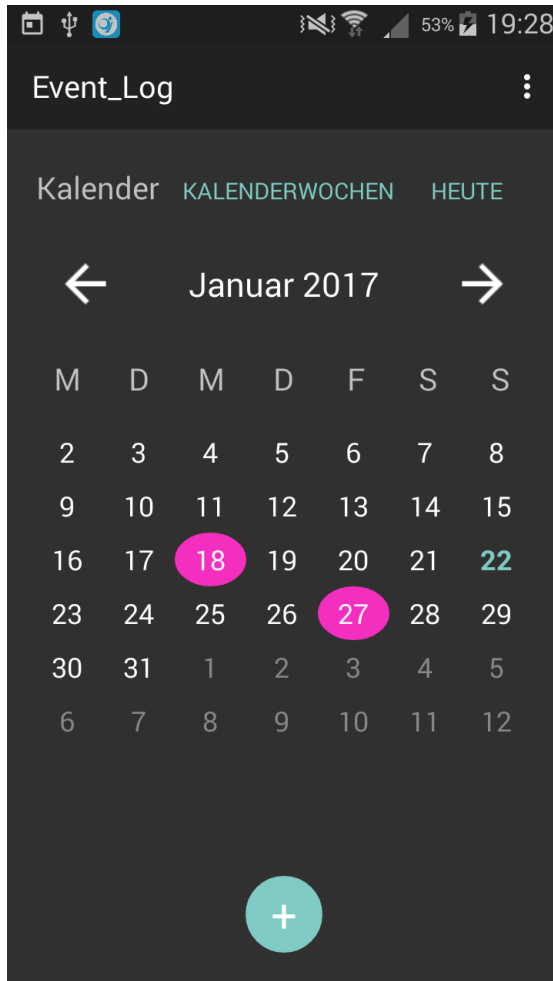 53% 19:28
Event_Log
Kalender KALENDERWOCHEN HEUTE
Januar 2017
M D M D F S S
2 3 4 5 6 7 8
9 10 11 12 13 14 15
16 17 18 19 20 21 22
23 24 25 26 27 28 29
30 31 1 2 3 4 5
6 7 8 9 10 11 12
+